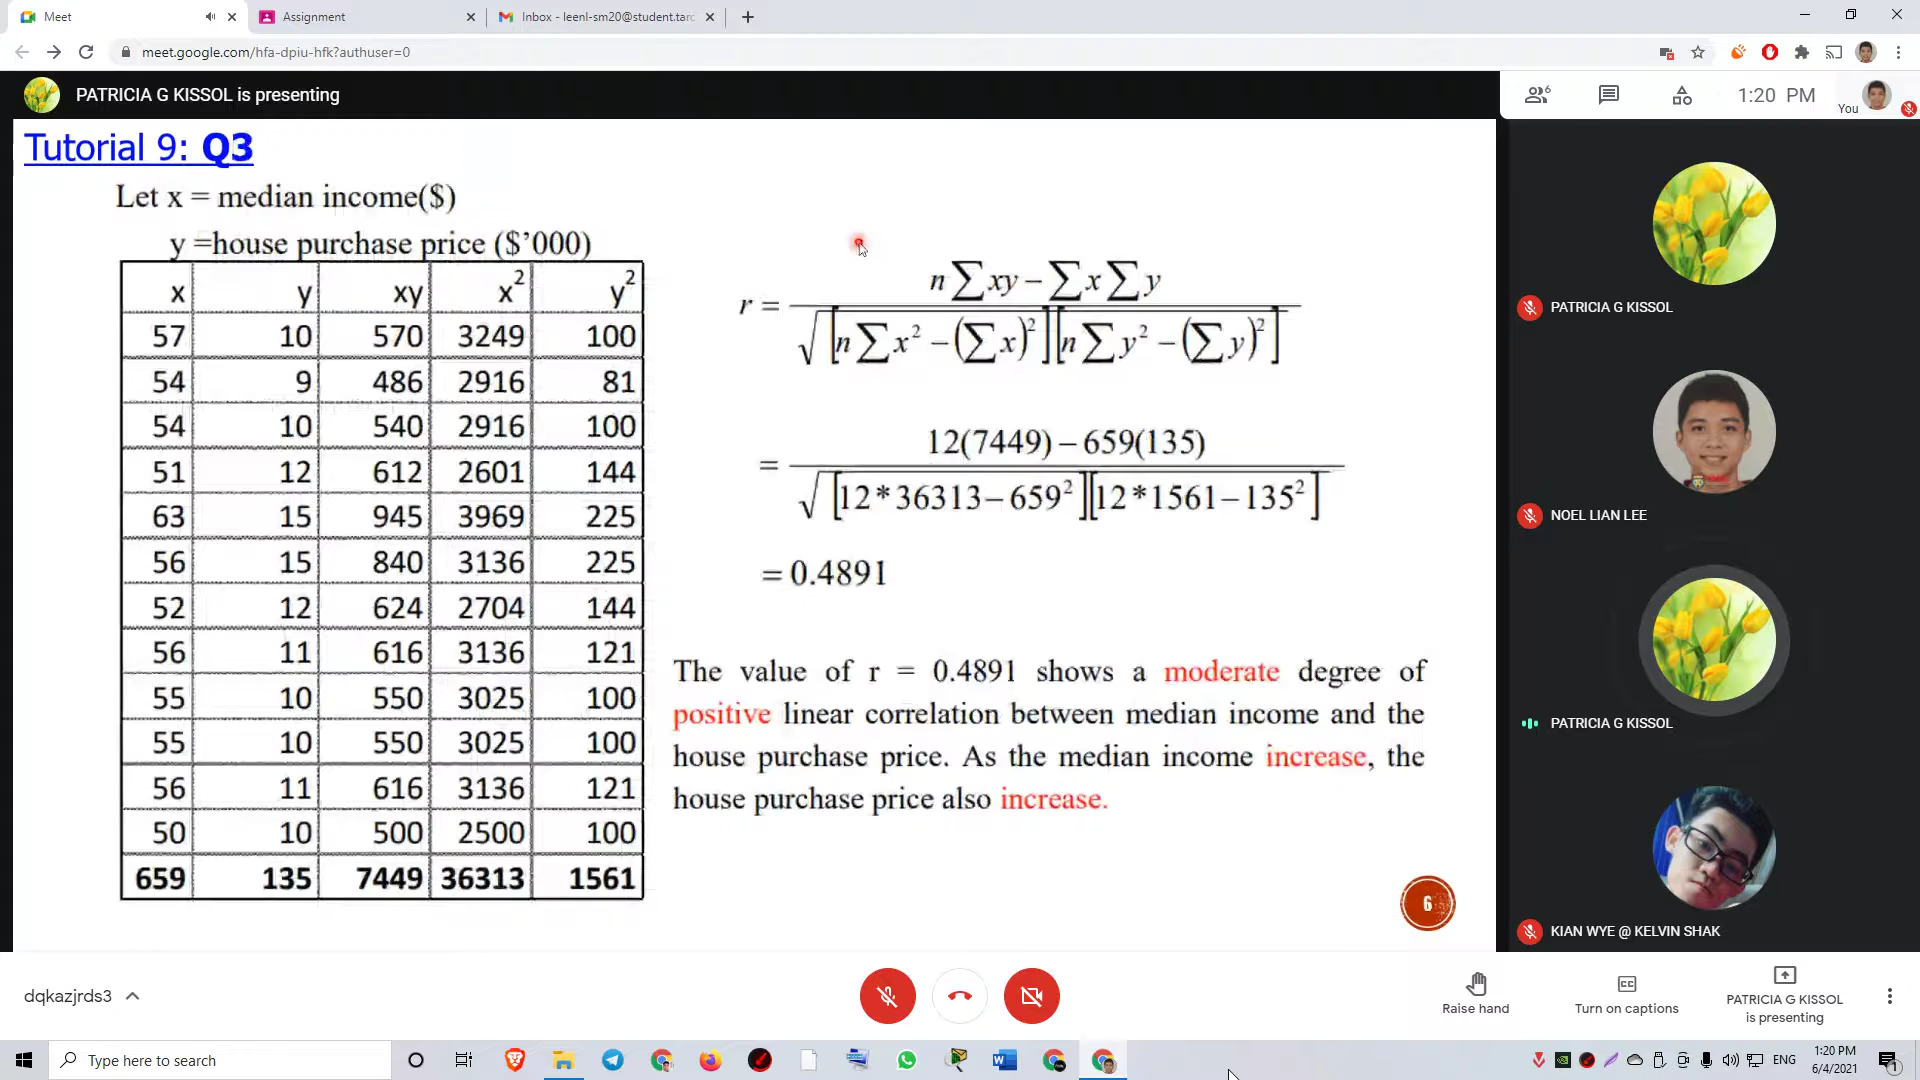 Meet
Assignment
Inbox - leenl-sm20@student.tarc
meet.google.com/hfa-dpiu-hfk?authuser=0
PATRICIA G KISSOL is presenting
6
1:20 PM
You
Tutorial 9: Q3
Let x = median income($)
y =house purchase price ($’000)
x y xy x² y²
57 10 570 3249 100
54 9 486 2916 81
54 10 540 2916 100
51 12 612 2601 144
63 15 945 3969 225
56 15 840 3136 225
52 12 624 2704 144
56 11 616 3136 121
55 10 550 3025 100
55 10 550 3025 100
56 11 616 3136 121
50 10 500 2500 100
659 135 7449 36313 1561
r = n∑xy − ∑x∑y
√[n∑x² − (∑x)²][n∑y² − (∑y)²]
= 12(7449) − 659(135)
√[12*36313 − 659²][12*1561 − 135²]
= 0.4891
The value of r = 0.4891 shows a moderate degree of
positive linear correlation between median income and the
house purchase price. As the median income increase, the
house purchase price also increase.
6
PATRICIA G KISSOL
NOEL LIAN LEE
PATRICIA G KISSOL
KIAN WYE @ KELVIN SHAK
dqkazjrds3
Raise hand
CC
Turn on captions
PATRICIA G KISSOL
is presenting
Type here to search
ENG
1:20 PM
6/4/2021
1